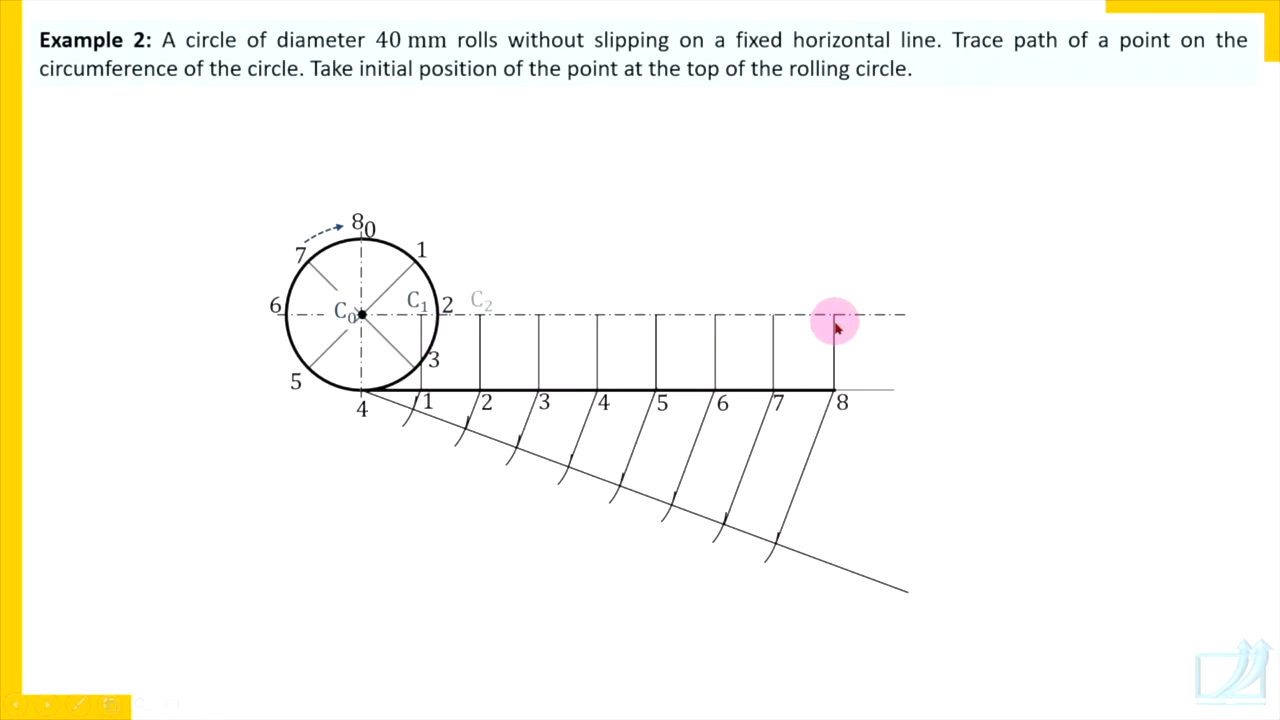 Example 2: A circle of diameter 40 mm rolls without slipping on a fixed horizontal line. Trace path of a point on the
circumference of the circle. Take initial position of the point at the top of the rolling circle.
8 0
7 1
6 C₀ C₁ 2 C₂
3
5
4 1 2 3 4 5 6 7 8